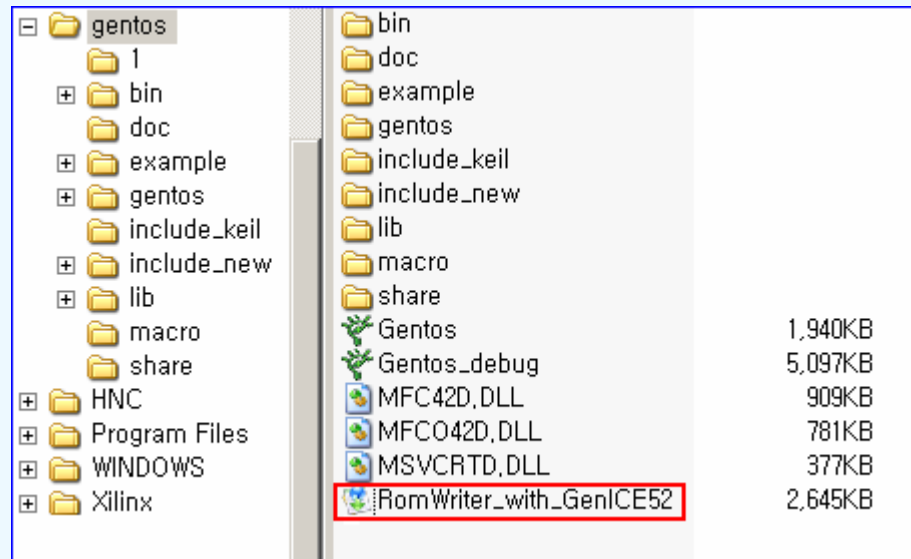 gentos
1
bin
doc
example
gentos
include_keil
include_new
lib
macro
share
HNC
Program Files
WINDOWS
Xilinx
bin
doc
example
gentos
include_keil
include_new
lib
macro
share
Gentos 1,940KB
Gentos_debug 5,097KB
MFC42D,DLL 909KB
MFCO42D,DLL 781KB
MSVCRTD,DLL 377KB
RomWriter_with_GenICE52 2,645KB